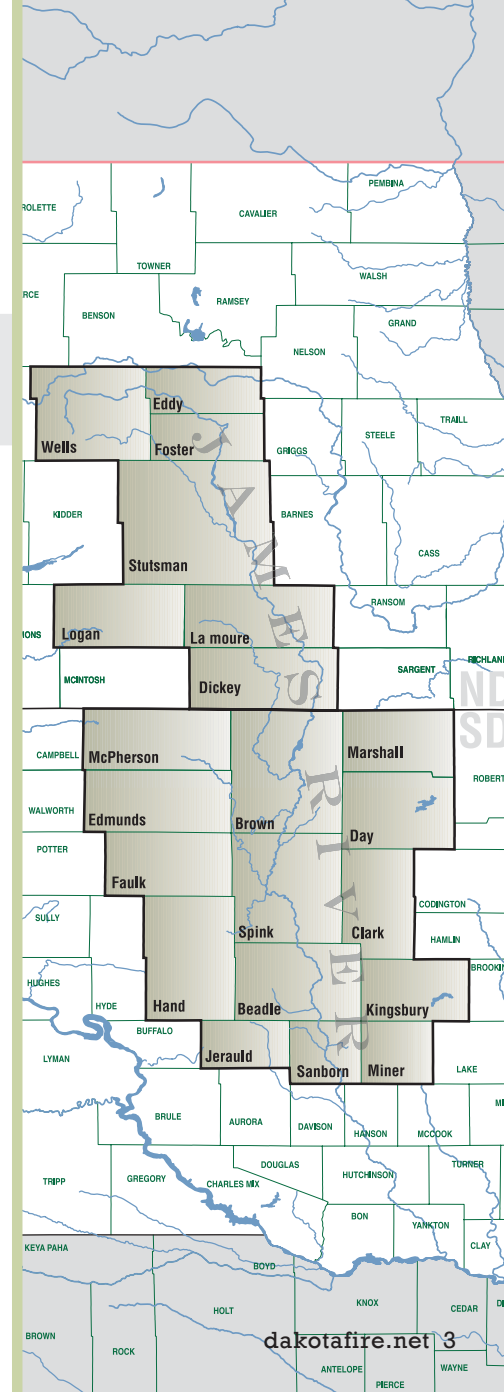 PEMBINA
ROLETTE
CAVALIER
TOWNER
WALSH
RCE
RAMSEY
BENSON
GRAND
NELSON
Eddy
TRAILL
STEELE
Wells
Foster
GRIGGS
KIDDER
BARNES
CASS
Stutsman
RANSOM
JAMES RIVER
Logan
La moure
ONS
SARGENT
RICHLAND
MCINTOSH
Dickey
ND
SD
CAMPBELL
McPherson
Marshall
ROBERT
WALWORTH
Edmunds
Brown
Day
POTTER
Faulk
CODINGTON
SULLY
Spink
Clark
HAMLIN
BROOKIN
HUGHES
HYDE
Hand
Beadle
Kingsbury
BUFFALO
LYMAN
Jerauld
Sanborn
Miner
LAKE
BRULE
AURORA
DAVISON
HANSON
MCCOOK
MI
DOUGLAS
TURNER
TRIPP
GREGORY
CHARLES MIX
HUTCHINSON
BON
YANKTON
CLAY
KEYA PAHA
BOYD
HOLT
KNOX
CEDAR
DI
BROWN
ROCK
dakotafire.net 3
ANTELOPE
PIERCE
WAYNE